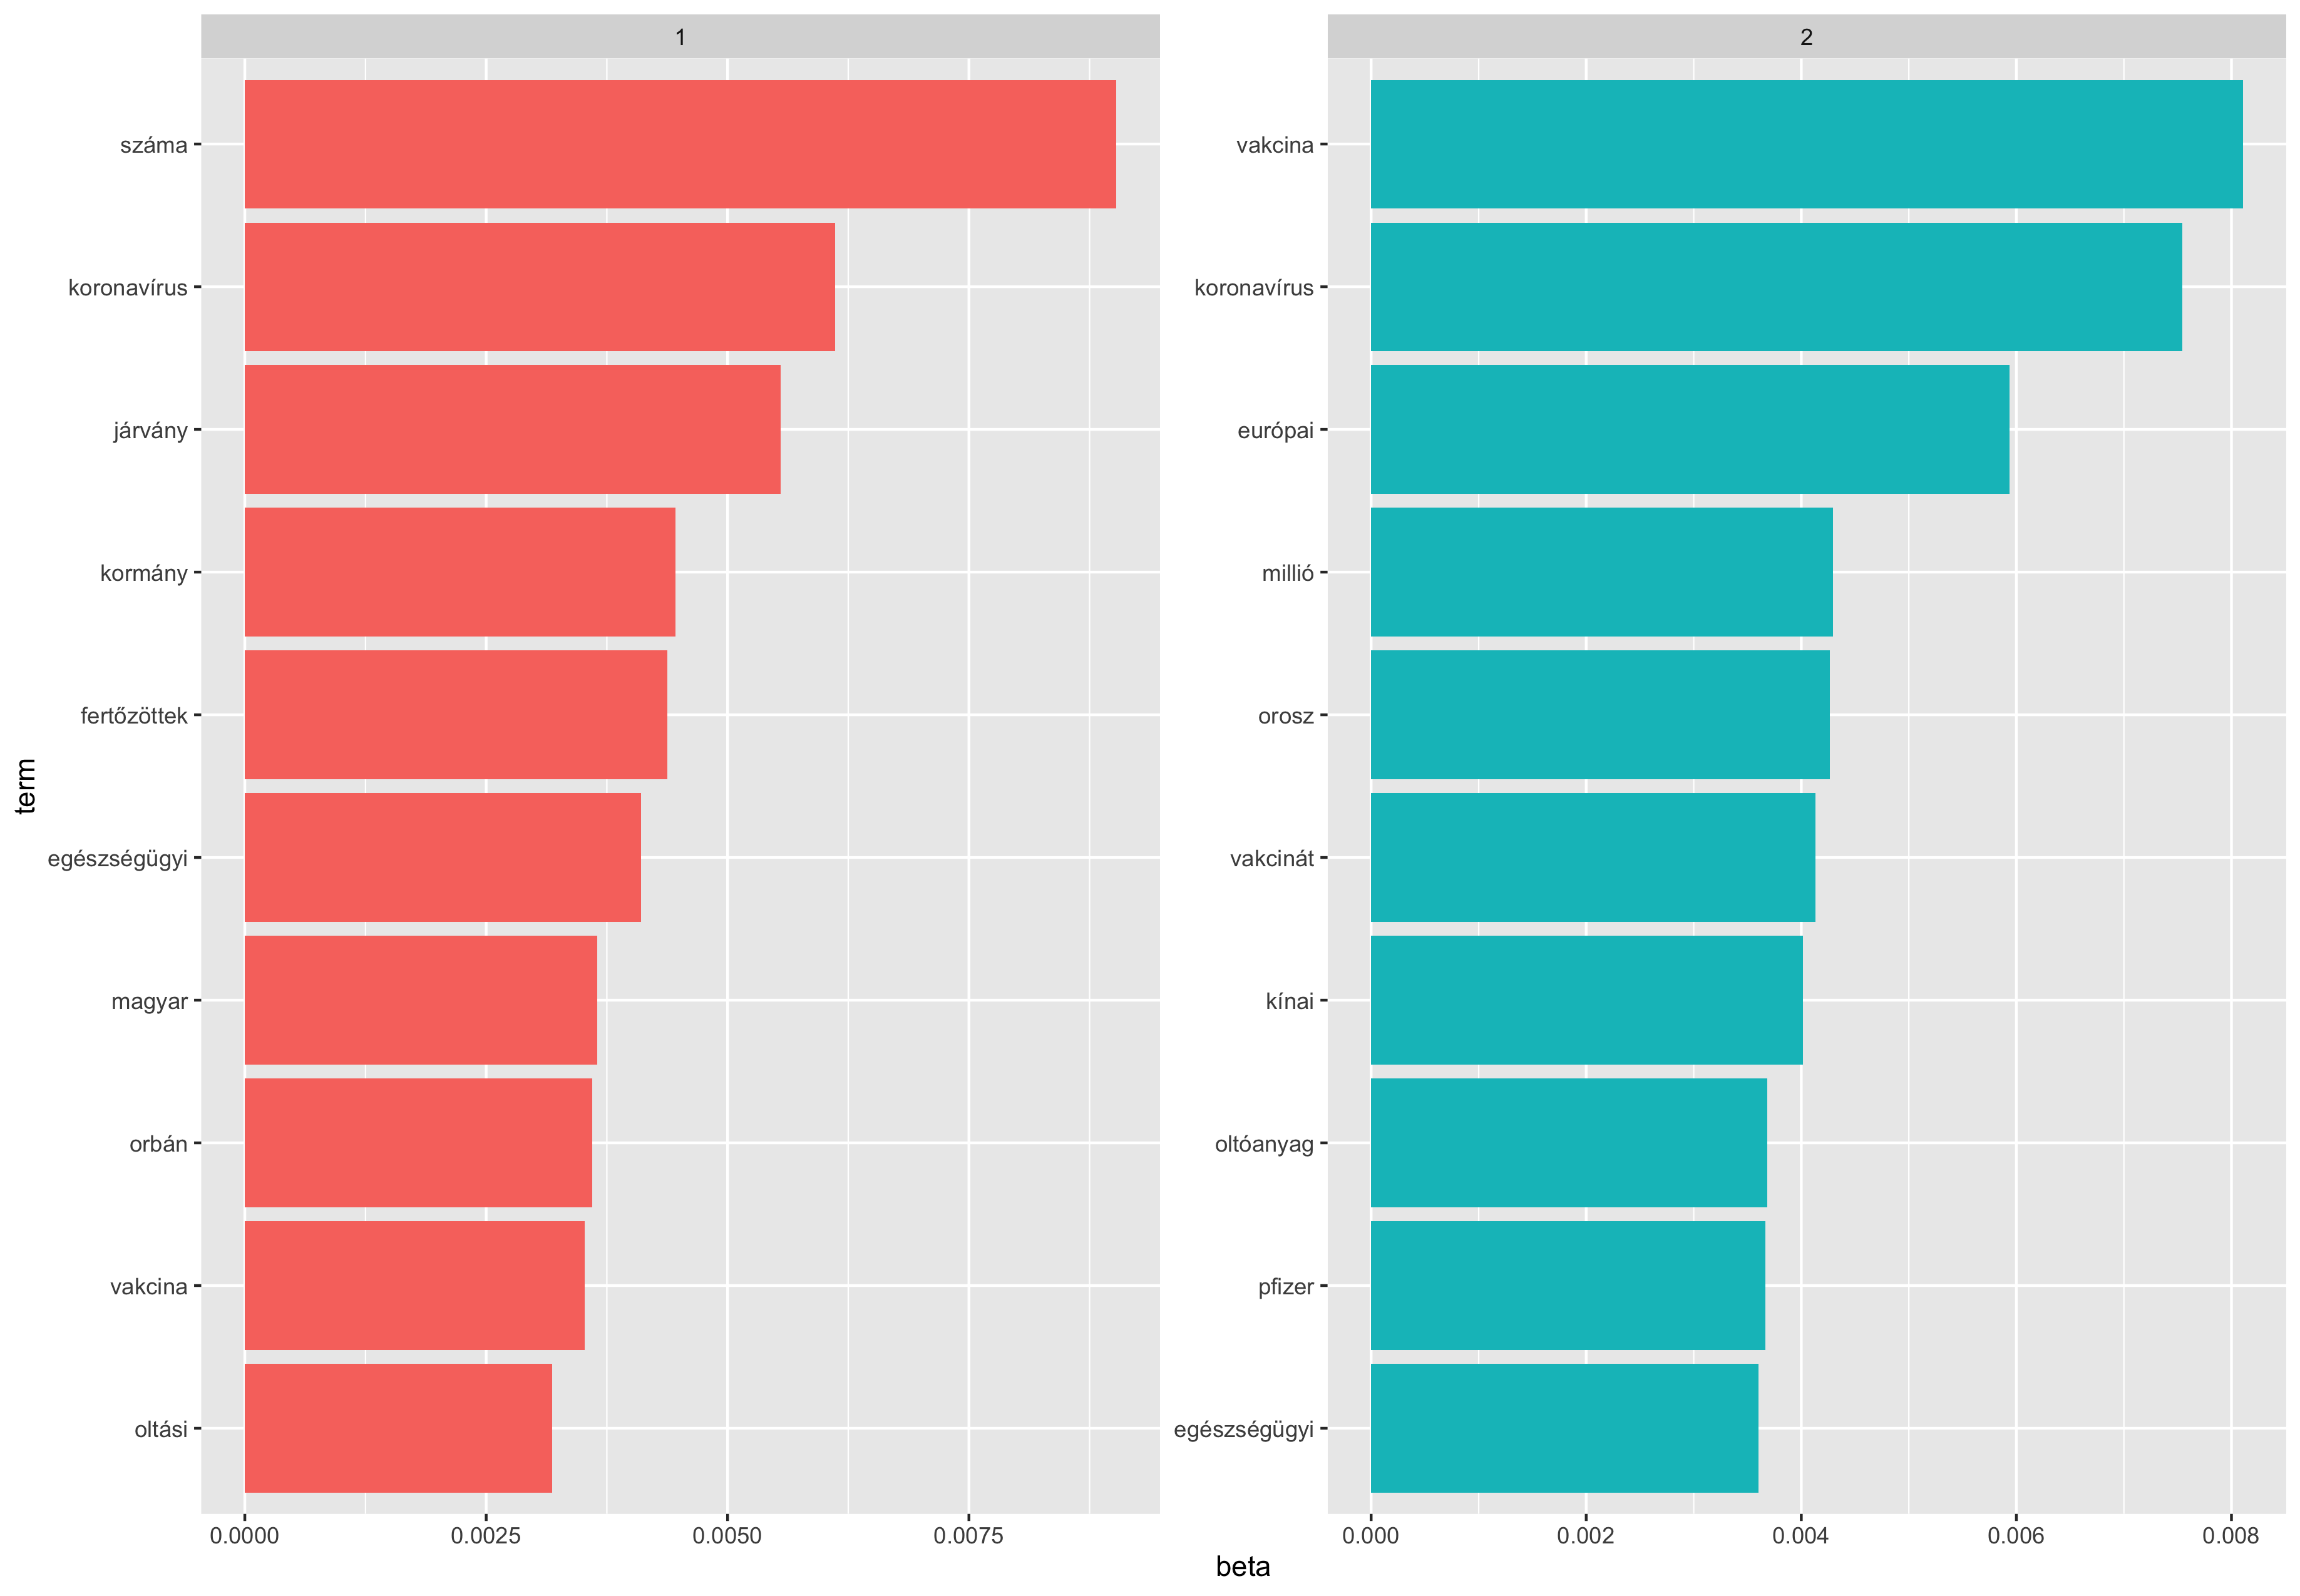 1
2
term
száma
koronavírus
járvány
kormány
fertőzöttek
egészségügyi
magyar
orbán
vakcina
oltási
0.0000 0.0025 0.0050 0.0075
vakcina
koronavírus
európai
millió
orosz
vakcinát
kínai
oltóanyag
pfizer
egészségügyi
0.000 0.002 0.004 0.006 0.008
beta